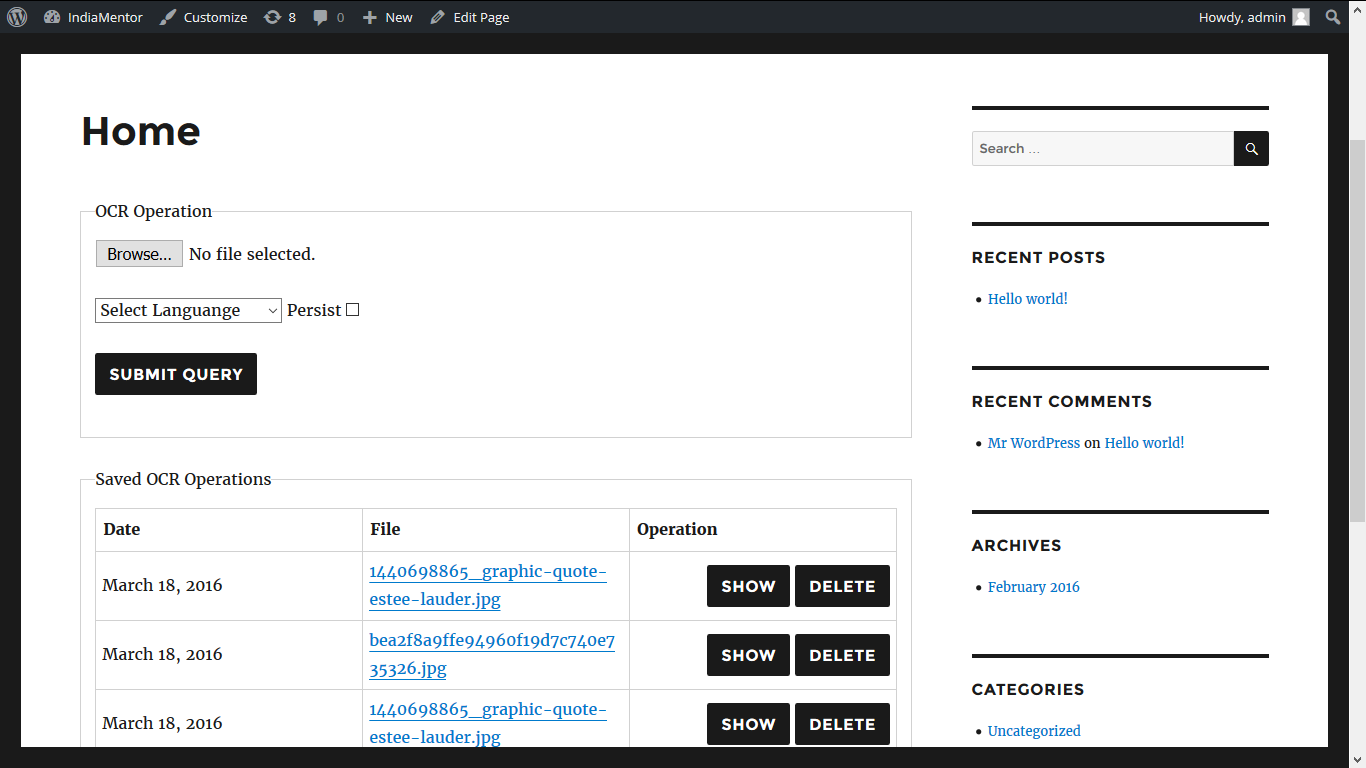 IndiaMentor Customize 8 0 New Edit Page Howdy, admin
Home
OCR Operation
Browse... No file selected.
Select Languange Persist
SUBMIT QUERY
Saved OCR Operations
Date File Operation
March 18, 2016 1440698865_graphic-quote-
estee-lauder.jpg SHOW DELETE
March 18, 2016 bea2f8a9ffe94960f19d7c740e7
35326.jpg SHOW DELETE
March 18, 2016 1440698865_graphic-quote-
estee-lauder.jpg SHOW DELETE
Search ...
RECENT POSTS
Hello world!
RECENT COMMENTS
Mr WordPress on Hello world!
ARCHIVES
February 2016
CATEGORIES
Uncategorized